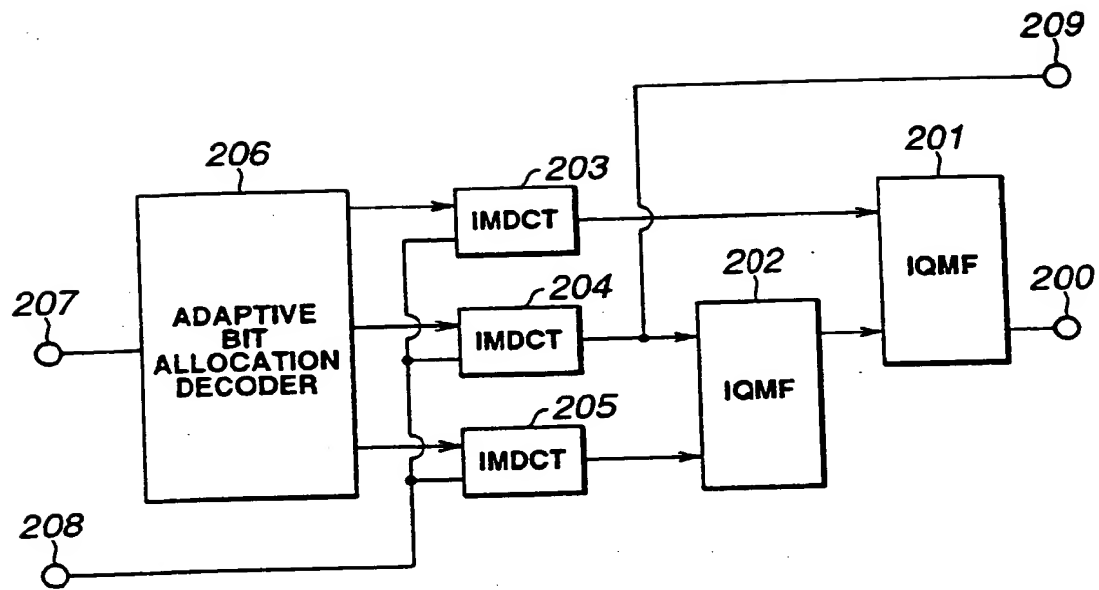 209
201
206
203
IMDCT
IQMF
202
200
207
204
ADAPTIVE
BIT
ALLOCATION
DECODER
IMDCT
IQMF
205
IMDCT
208